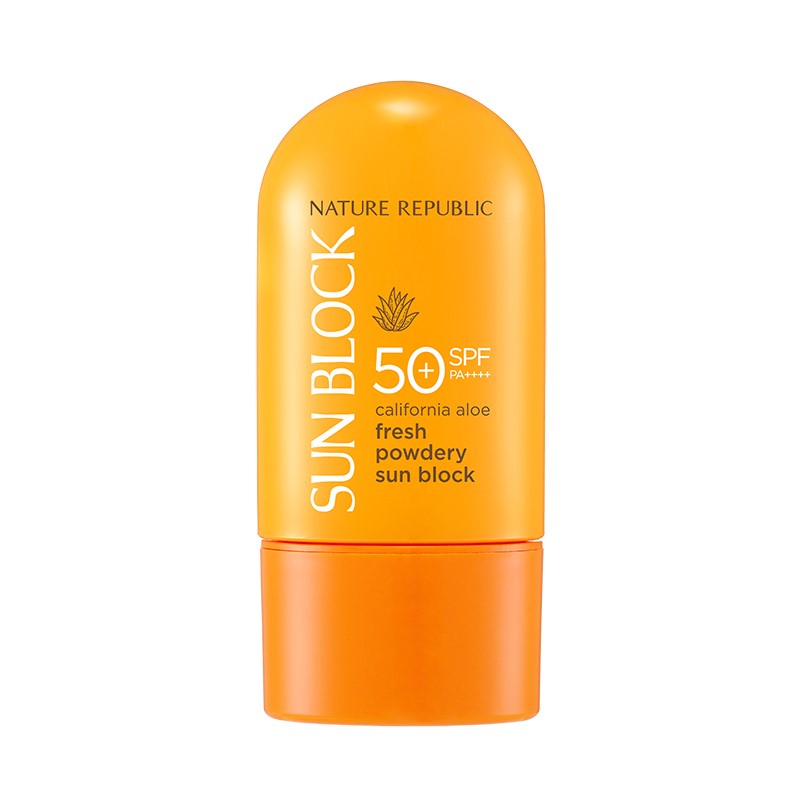 NATURE REPUBLIC
SUN BLOCK
50+ SPF
PA++++
california aloe
fresh
powdery
sun block